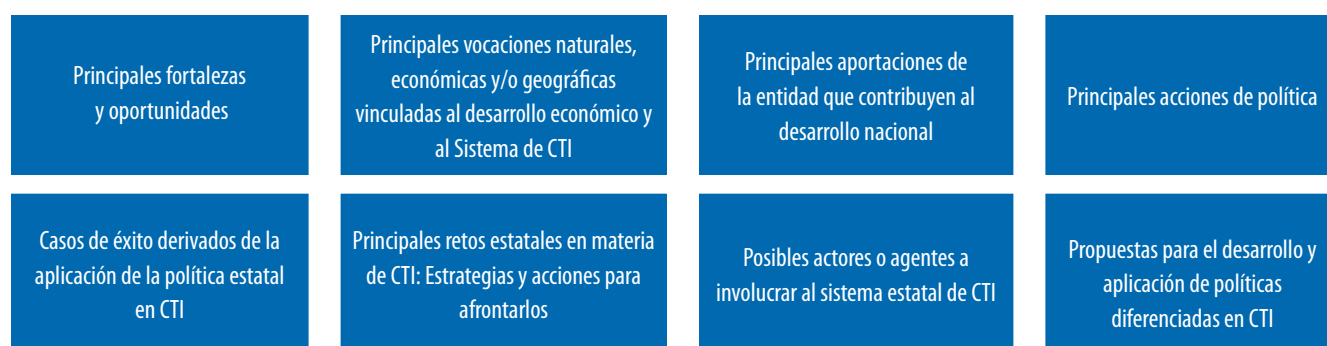 Principales fortalezas
y oportunidades
Principales vocaciones naturales,
económicas y/o geográficas
vinculadas al desarrollo económico y
al Sistema de CTI
Principales aportaciones de
la entidad que contribuyen al
desarrollo nacional
Principales acciones de política
Casos de éxito derivados de la
aplicación de la política estatal
en CTI
Principales retos estatales en materia
de CTI: Estrategias y acciones para
afrontarlos
Posibles actores o agentes a
involucrar al sistema estatal de CTI
Propuestas para el desarrollo y
aplicación de políticas
diferenciadas en CTI